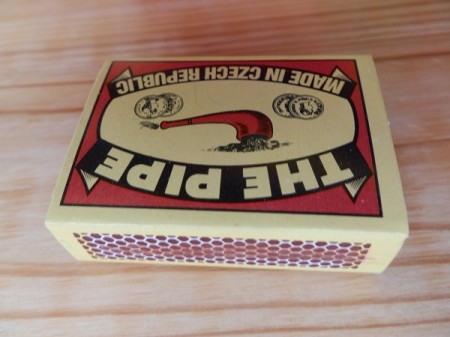 THE PIPE
MADE IN CZECH REPUBLIC